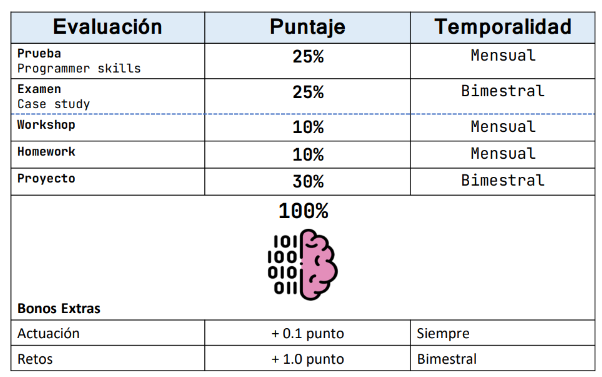 Evaluación Puntaje Temporalidad
Prueba 25% Mensual
Programmer skills
Examen 25% Bimestral
Case study
Workshop 10% Mensual
Homework 10% Mensual
Proyecto 30% Bimestral
100%
101
100
010
011
Bonos Extras
Actuación + 0.1 punto Siempre
Retos + 1.0 punto Bimestral